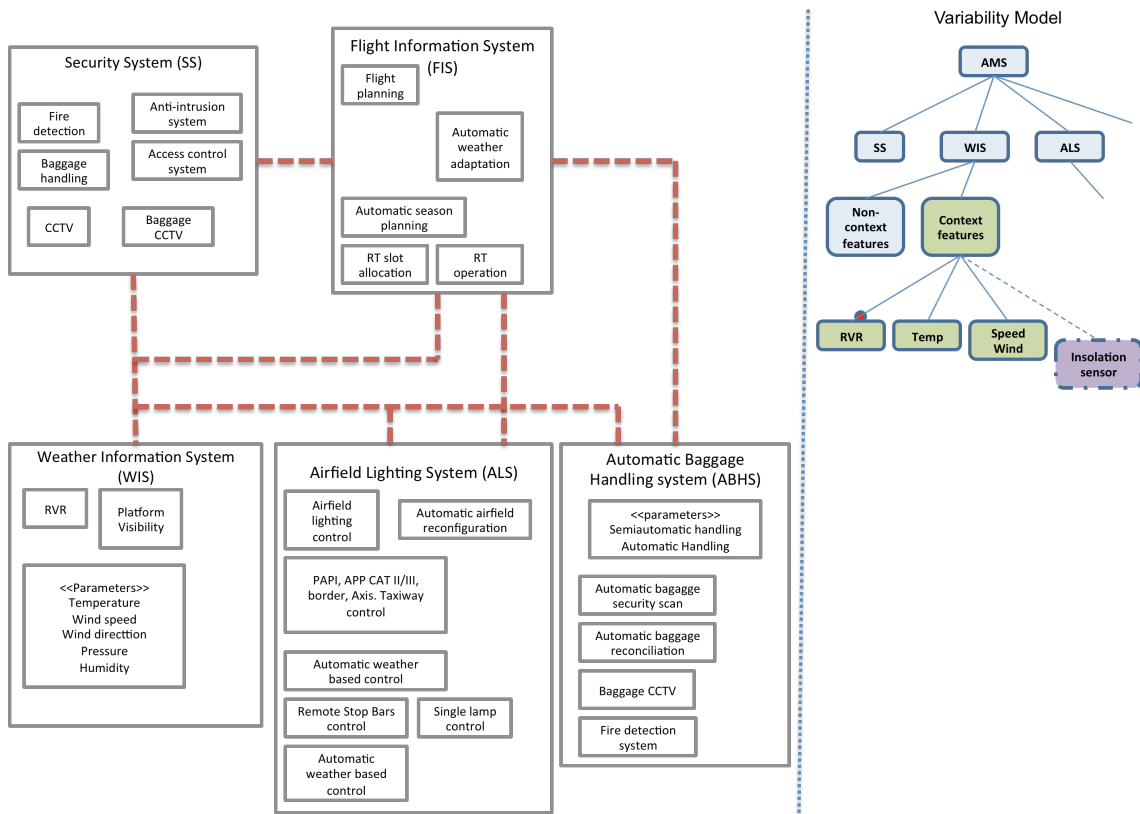 Security System (SS)
Fire
detection
Anti-intrusion
system
Baggage
handling
Access control
system
CCTV
Baggage
CCTV
Flight Information System
(FIS)
Flight
planning
Automatic
weather
adaptation
Automatic season
planning
RT slot
allocation
RT
operation
Weather Information System
(WIS)
RVR
Platform
Visibility
<<Parameters>>
Temperature
Wind speed
Wind direction
Pressure
Humidity
Airfield Lighting System (ALS)
Airfield
lighting
control
Automatic airfield
reconfiguration
PAPI, APP CAT II/III,
border, Axis. Taxiway
control
Automatic weather
based control
Remote Stop Bars
control
Single lamp
control
Automatic
weather based
control
Automatic Baggage
Handling system (ABHS)
<<parameters>>
Semiautomatic handling
Automatic Handling
Automatic bagagge
security scan
Automatic baggage
reconciliation
Baggage CCTV
Fire detection
system
Variability Model
AMS
SS
WIS
ALS
Non-
context
features
Context
features
RVR
Temp
Speed
Wind
Insolation
sensor